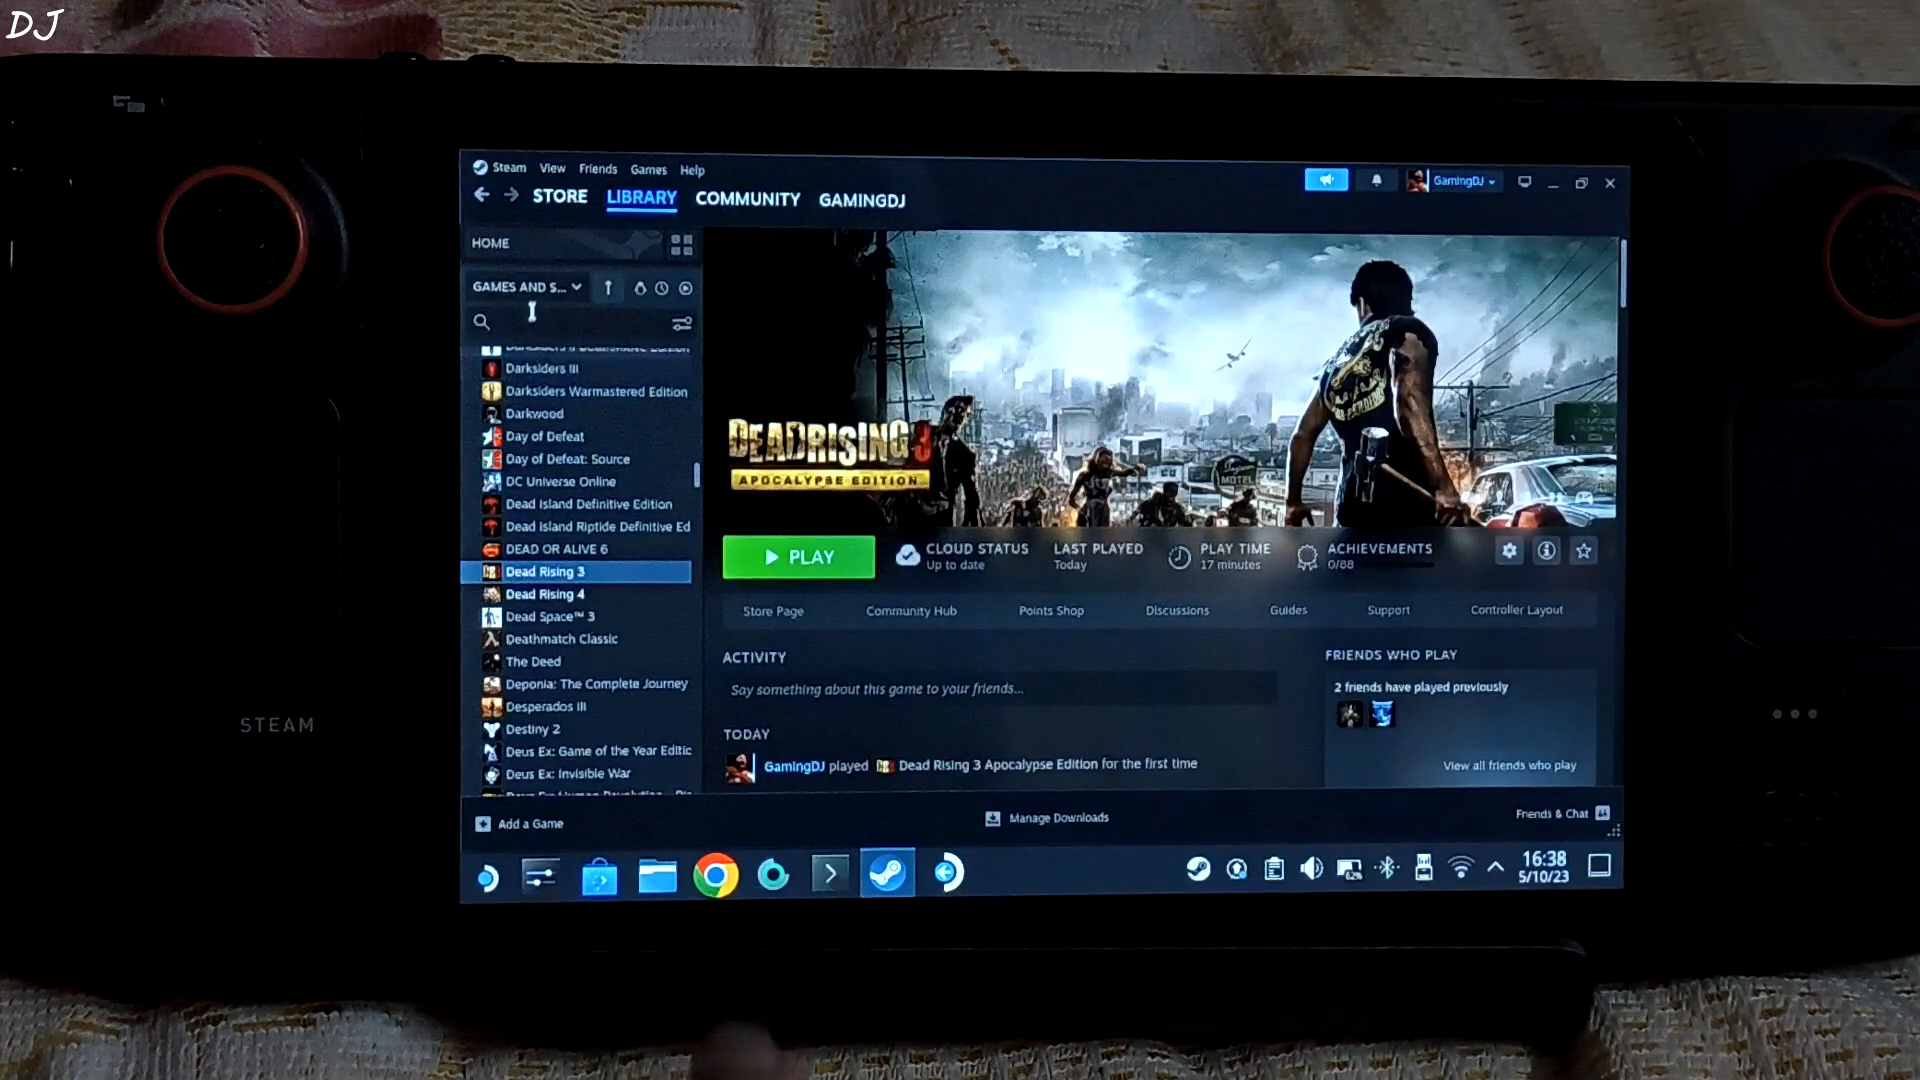 DJ
Steam View Friends Games Help
GamingDJ
STORE LIBRARY COMMUNITY GAMINGDJ
HOME
GAMES AND S...
Darksiders III
Darksiders Warmastered Edition
Darkwood
Day of Defeat
Day of Defeat: Source
DC Universe Online
Dead Island Definitive Edition
Dead Island Riptide Definitive Ed
DEAD OR ALIVE 6
Dead Rising 3
Dead Rising 4
Dead Space™ 3
Deathmatch Classic
The Deed
Deponia: The Complete Journey
Desperados III
Destiny 2
Deus Ex: Game of the Year Editic
Deus Ex: Invisible War
DEADRISING 3
APOCALYPSE EDITION
MOTEL
PLAY
CLOUD STATUS
Up to date
LAST PLAYED
Today
PLAY TIME
17 minutes
ACHIEVEMENTS
0/88
Store Page Community Hub Points Shop Discussions Guides Support Controller Layout
ACTIVITY
Say something about this game to your friends...
TODAY
GamingDJ played Dead Rising 3 Apocalypse Edition for the first time
FRIENDS WHO PLAY
2 friends have played previously
View all friends who play
Add a Game
Manage Downloads
Friends & Chat
62%
16:38
5/10/23
STEAM